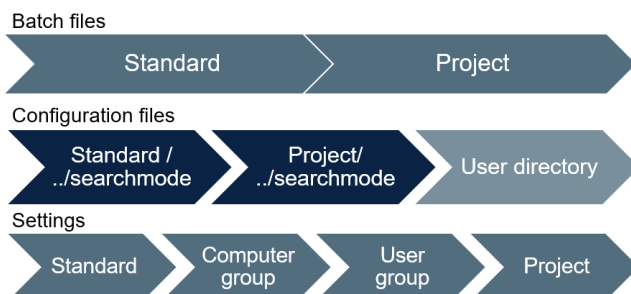 Batch files
Standard
Project
Configuration files
Standard /
../searchmode
Project/
../searchmode
User directory
Settings
Standard
Computer
group
User
group
Project